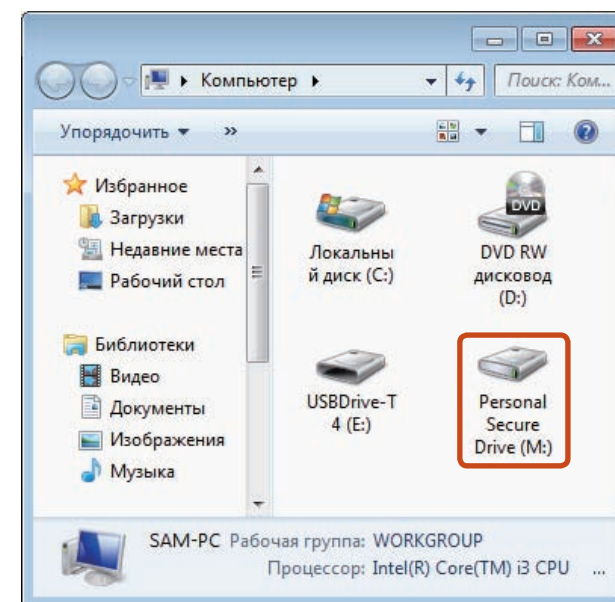 Компьютер
Поиск: Ком...
Упорядочить
»
Избранное
Загрузки
Недавние места
Рабочий стол
Библиотеки
Видео
Документы
Изображения
Музыка
Локальны
й диск (C:)
DVD
DVD RW
дисковод
(D:)
USBDrive-T
4 (E:)
Personal
Secure
Drive (M:)
SAM-PC Рабочая группа: WORKGROUP
Процессор: Intel(R) Core(TM) i3 CPU ...